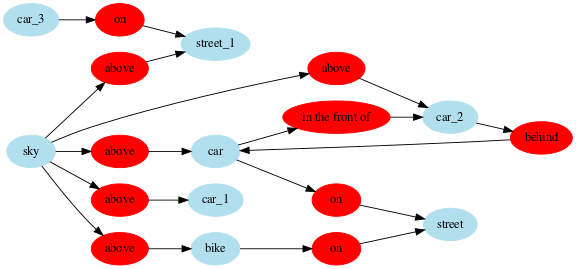 car_3
on
street_1
above
above
in the front of
car_2
behind
sky
above
car
above
car_1
on
street
above
bike
on